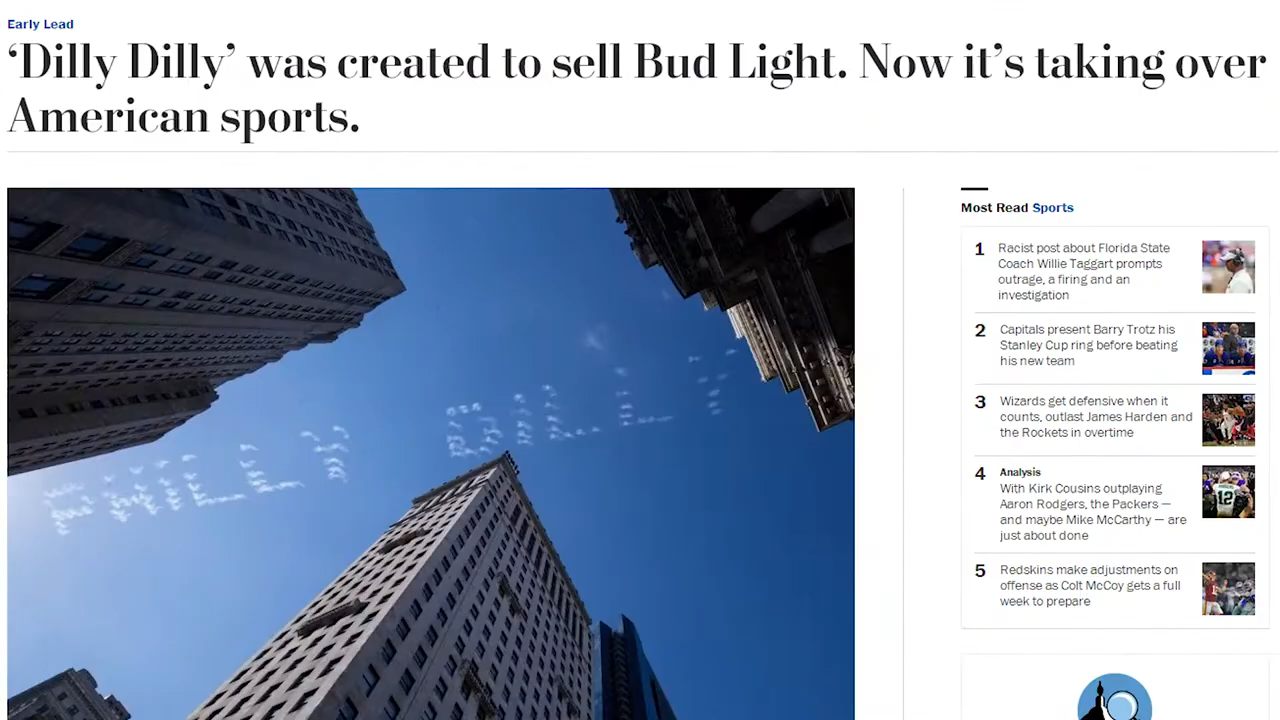 Early Lead
‘Dilly Dilly’ was created to sell Bud Light. Now it’s taking over
American sports.
DILLY DILLY
Most Read Sports
1 Racist post about Florida State
Coach Willie Taggart prompts
outrage, a firing and an
investigation
2 Capitals present Barry Trotz his
Stanley Cup ring before beating
his new team
3 Wizards get defensive when it
counts, outlast James Harden and
the Rockets in overtime
4 Analysis
With Kirk Cousins outplaying
Aaron Rodgers, the Packers —
and maybe Mike McCarthy — are
just about done
12
5 Redskins make adjustments on
offense as Colt McCoy gets a full
week to prepare